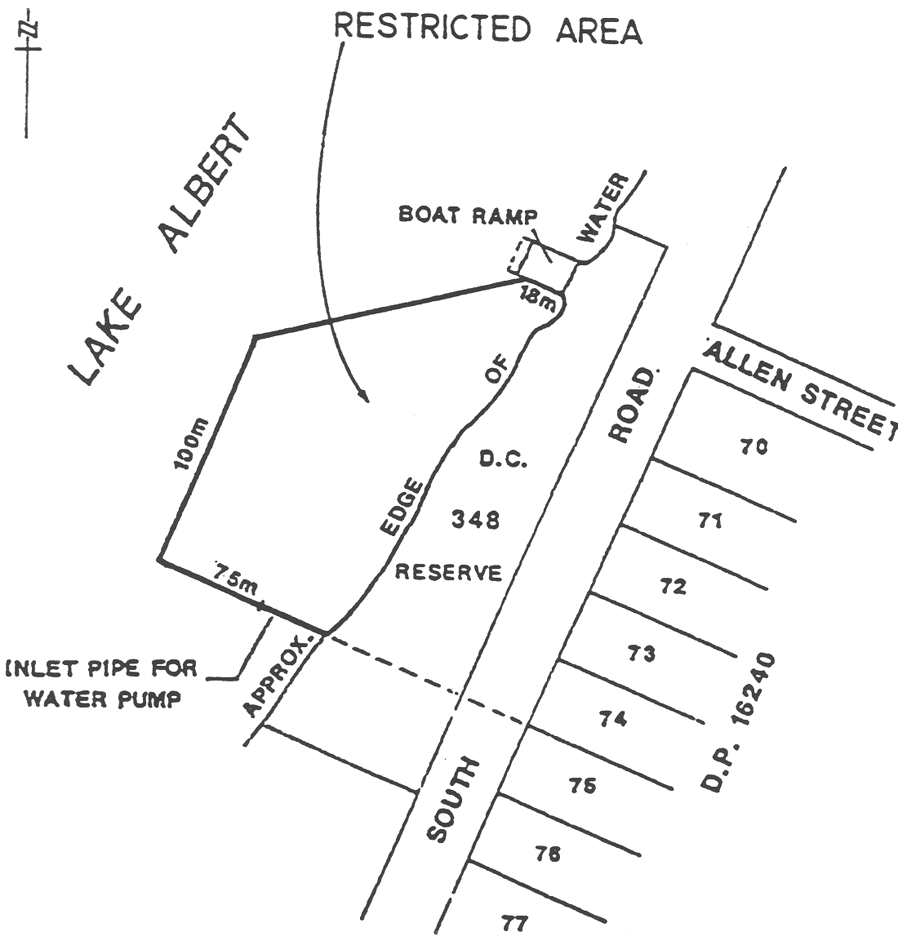 RESTRICTED AREA
N
LAKE ALBERT
BOAT RAMP
18m
100m
75m
APPROX. EDGE OF WATER
D.C.
348
RESERVE
INLET PIPE FOR
WATER PUMP
SOUTH ROAD
ALLEN STREET
70
71
72
73
74
75
76
77
D.P. 16240